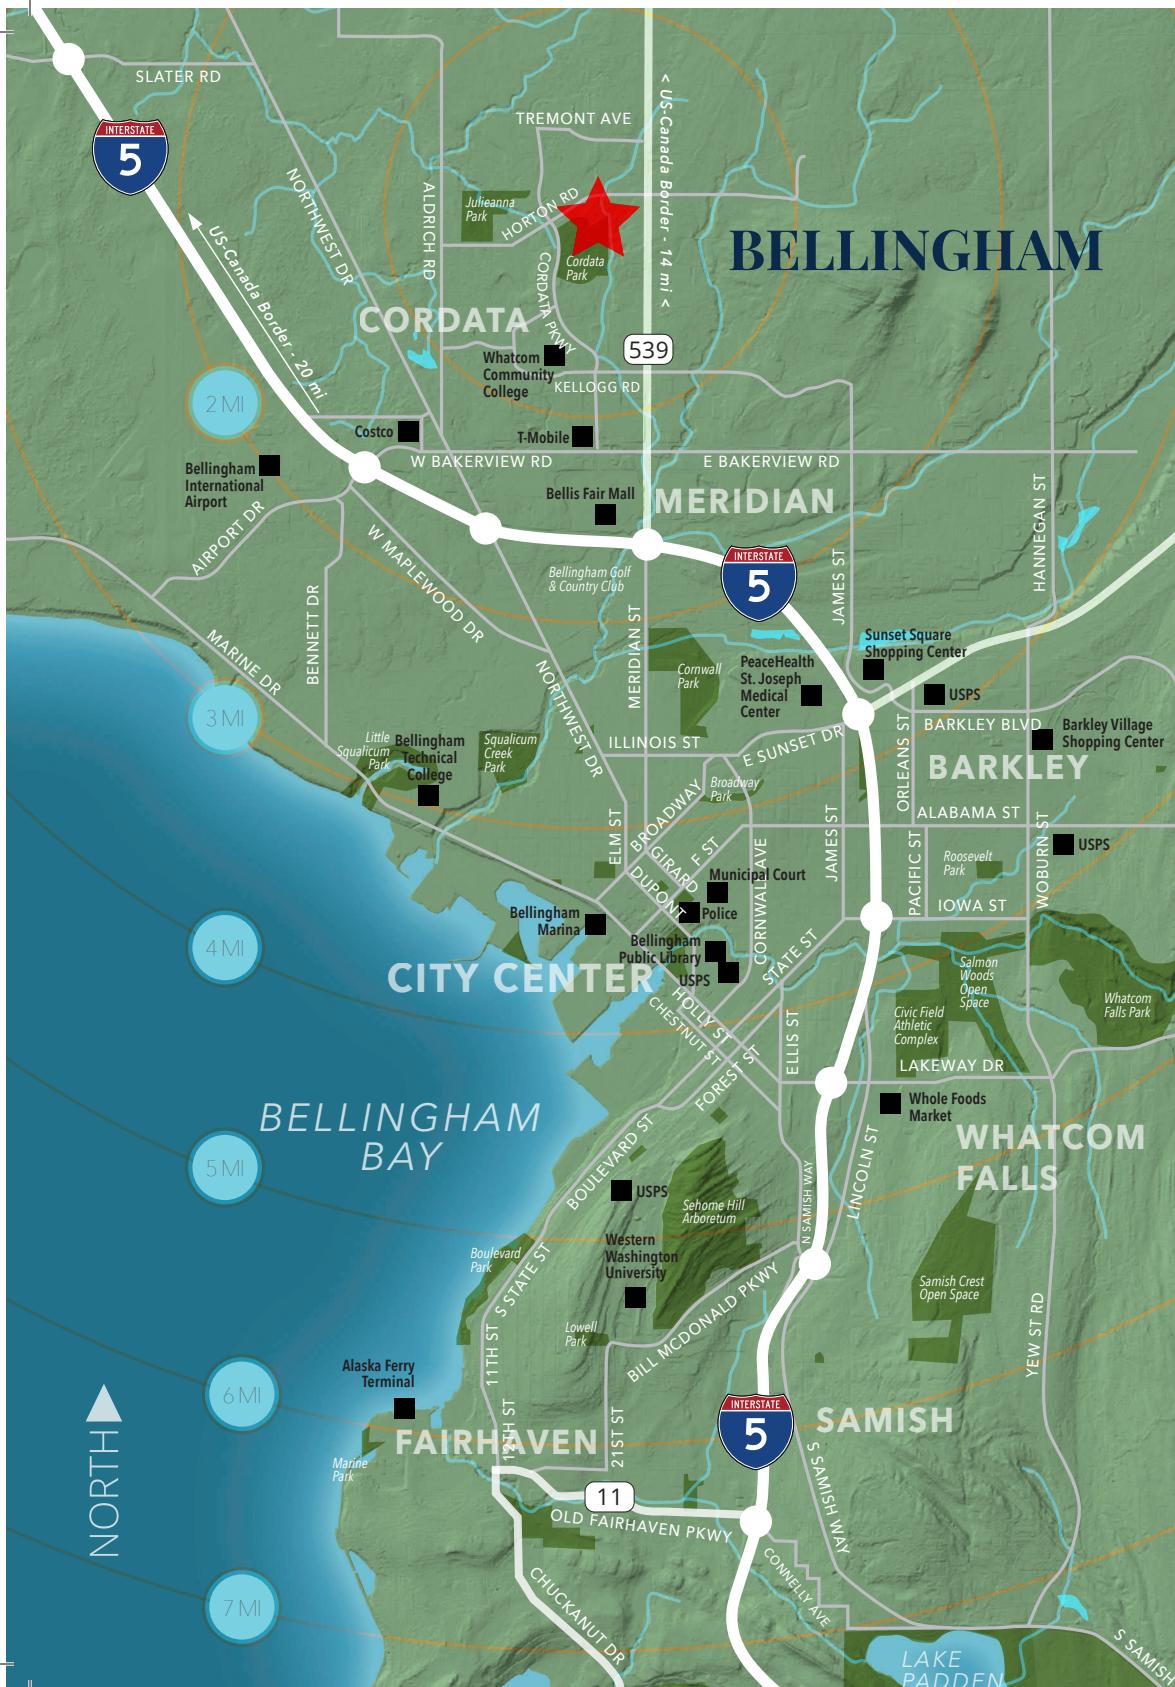 SLATER RD
INTERSTATE
5
TREMONT AVE
< US-Canada Border - 14 mi <
NORTHWEST DR
ALDRICH RD
Julieanna
Park
HORTON RD
BELLINGHAM
US-Canada Border - 20 mi
CORDATA PKWY
Cordata
Park
CORDATA
539
Whatcom
Community
College
KELLOGG RD
2 MI
Costco
T-Mobile
W BAKERVIEW RD
E BAKERVIEW RD
Bellingham
International
Airport
Bellis Fair Mall
MERIDIAN
HANNEGAN ST
AIRPORT DR
W MAPLEWOOD DR
Bellingham Golf
& Country Club
INTERSTATE
5
JAMES ST
BENNETT DR
MARINE DR
MERIDIAN ST
Sunset Square
Shopping Center
PeaceHealth
St. Joseph
Medical
Center
Cornwall
Park
NORTHWEST DR
USPS
3 MI
BARKLEY BLVD
Barkley Village
Shopping Center
Little
Squalicum
Park
Bellingham
Technical
College
Squalicum
Creek
Park
ILLINOIS ST
E SUNSET DR
ORLEANS ST
BARKLEY
Broadway
Park
ELM ST
BROADWAY
ALABAMA ST
GIRARD
F ST
JAMES ST
PACIFIC ST
WOBURN ST
USPS
Roosevelt
Park
DUPONT
Municipal Court
CORNWALL AVE
Police
IOWA ST
Bellingham
Marina
Bellingham
Public Library
STATE ST
4 MI
CITY CENTER
USPS
Salmon
Woods
Open
Space
Whatcom
Falls Park
HOLLY ST
CHESTNUT ST
Civic Field
Athletic
Complex
ELLIS ST
FOREST ST
LAKEWAY DR
BELLINGHAM
BAY
Whole Foods
Market
WHATCOM
FALLS
5 MI
BOULEVARD ST
LINCOLN ST
N SAMISH WAY
USPS
Sehome Hill
Arboretum
Western
Washington
University
Boulevard
Park
S STATE ST
BILL MCDONALD PKWY
Samish Crest
Open Space
YEW ST RD
Lowell
Park
11TH ST
Alaska Ferry
Terminal
6 MI
INTERSTATE
5
SAMISH
12TH ST
21ST ST
FAIRHAVEN
NORTH
Marine
Park
S SAMISH WAY
11
OLD FAIRHAVEN PKWY
CONNELLY AVE
7 MI
CHUCKANUT DR
LAKE
PADDEN
S SAMISH